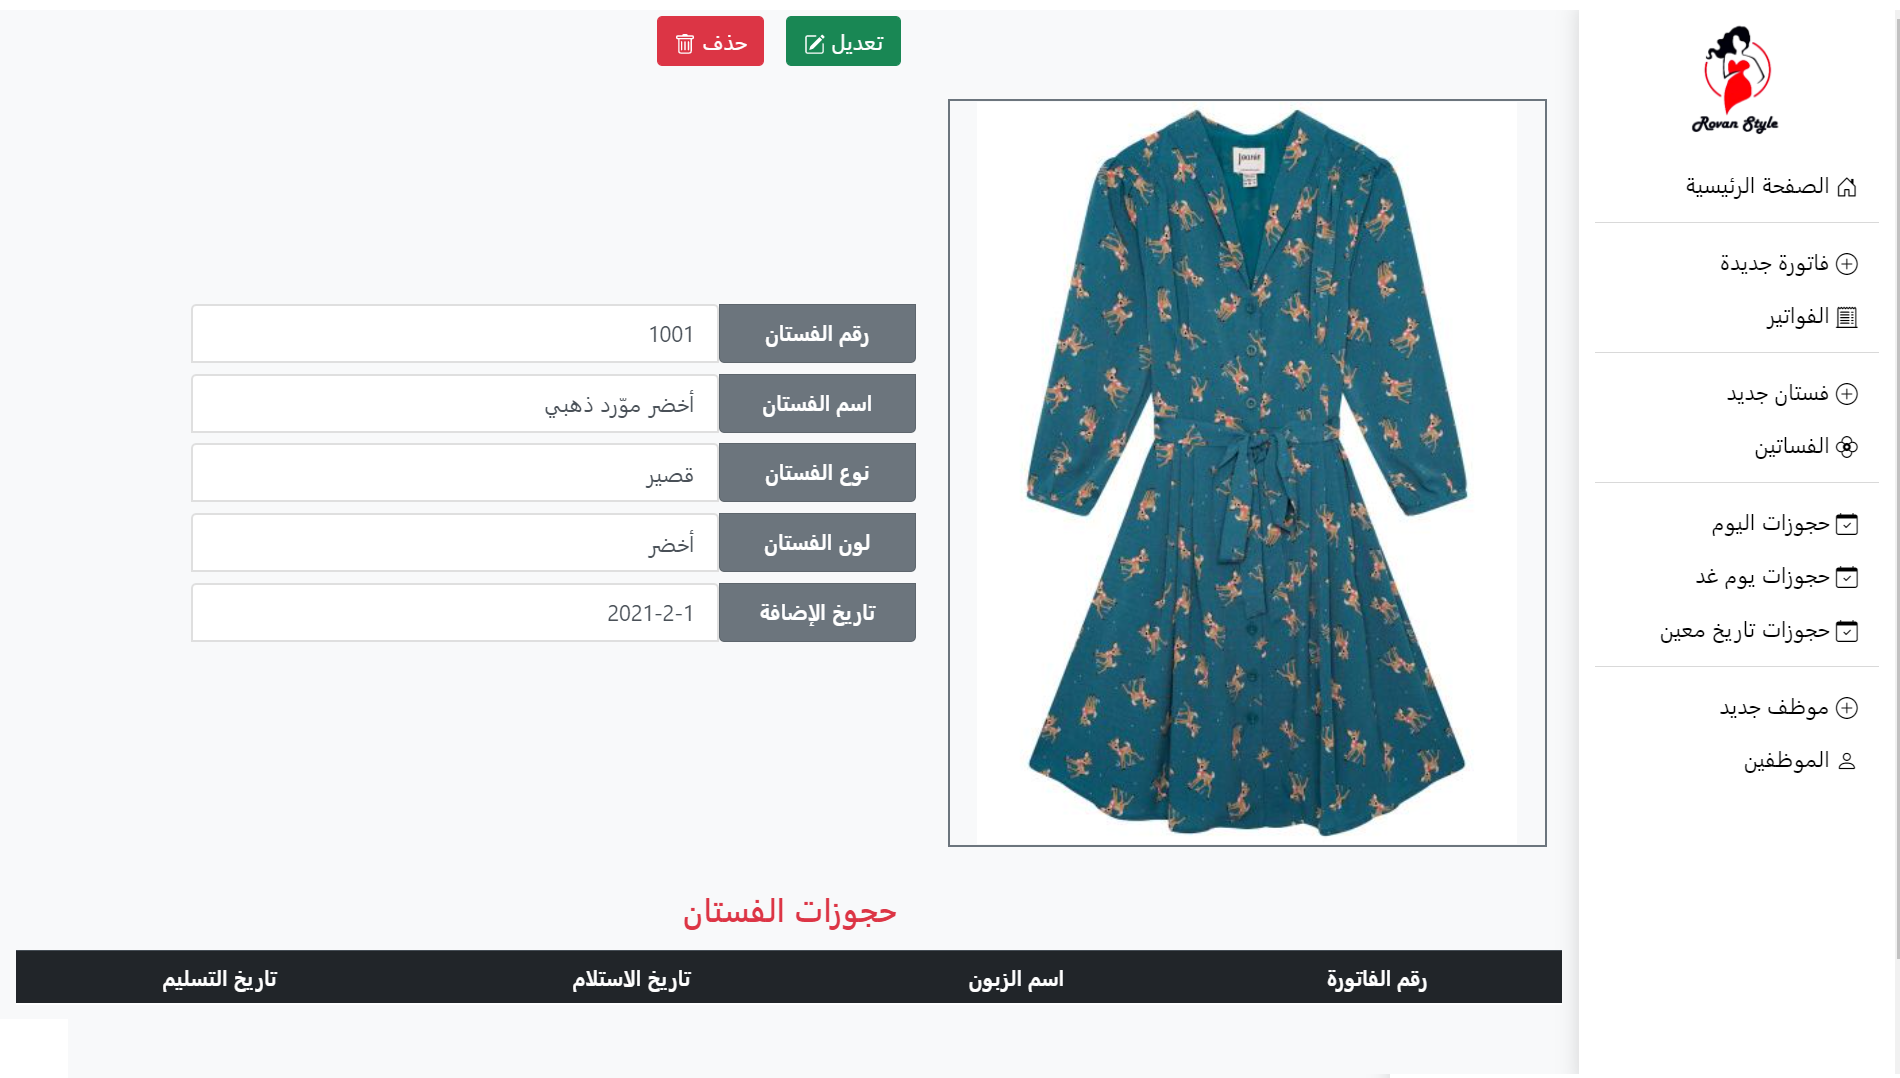 Rovan Style
الصفحة الرئيسية
فاتورة جديدة
الفواتير
فستان جديد
الفساتين
حجوزات اليوم
حجوزات يوم غد
حجوزات تاريخ معين
موظف جديد
الموظفين
تعديل
حذف
رقم الفستان 1001
اسم الفستان أخضر مورّد ذهبي
نوع الفستان قصير
لون الفستان أخضر
تاريخ الإضافة 2021-2-1
حجوزات الفستان
رقم الفاتورة اسم الزبون تاريخ الاستلام تاريخ التسليم